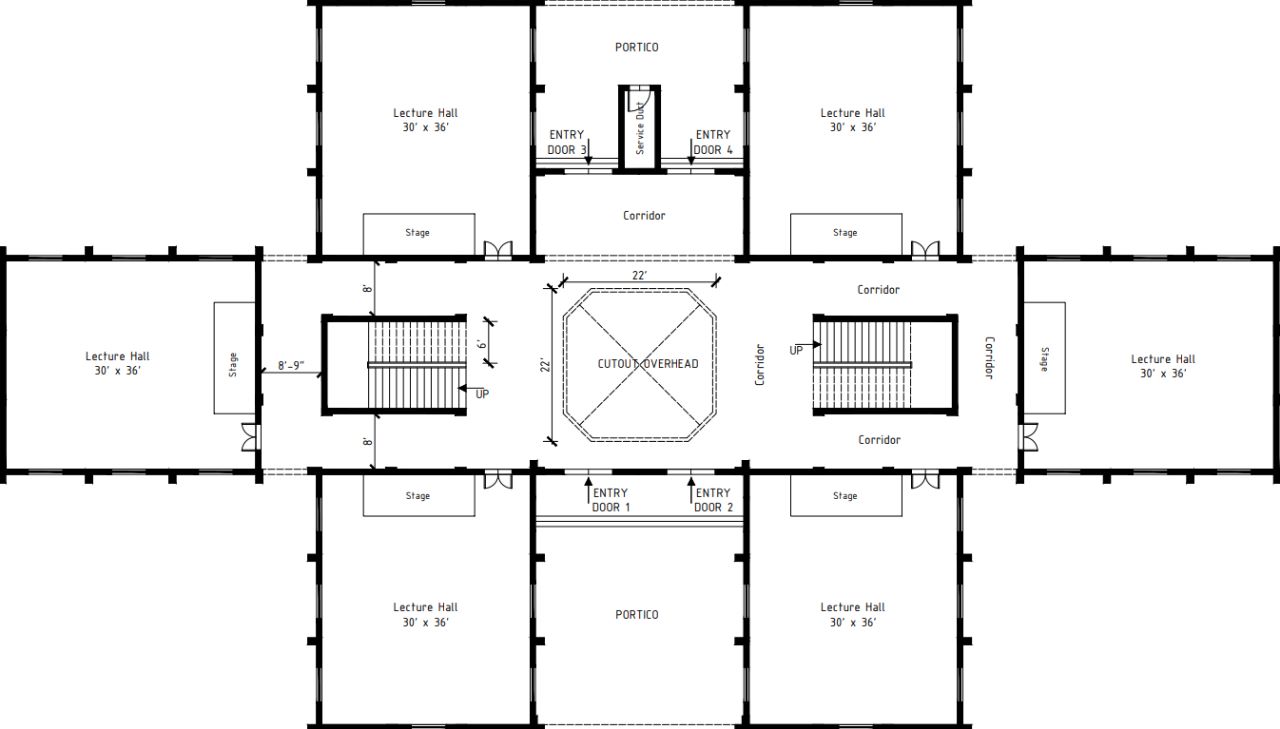 PORTICO
Lecture Hall
30' x 36'
Lecture Hall
30' x 36'
Service Duct
ENTRY
DOOR 3
ENTRY
DOOR 4
Corridor
Stage
Stage
22'
8'
Corridor
Lecture Hall
30' x 36'
Stage
8'-9"
6'
UP
22'
CUTOUT OVERHEAD
Corridor
UP
Corridor
Stage
Lecture Hall
30' x 36'
8'
Corridor
Stage
ENTRY
DOOR 1
ENTRY
DOOR 2
Stage
Lecture Hall
30' x 36'
PORTICO
Lecture Hall
30' x 36'